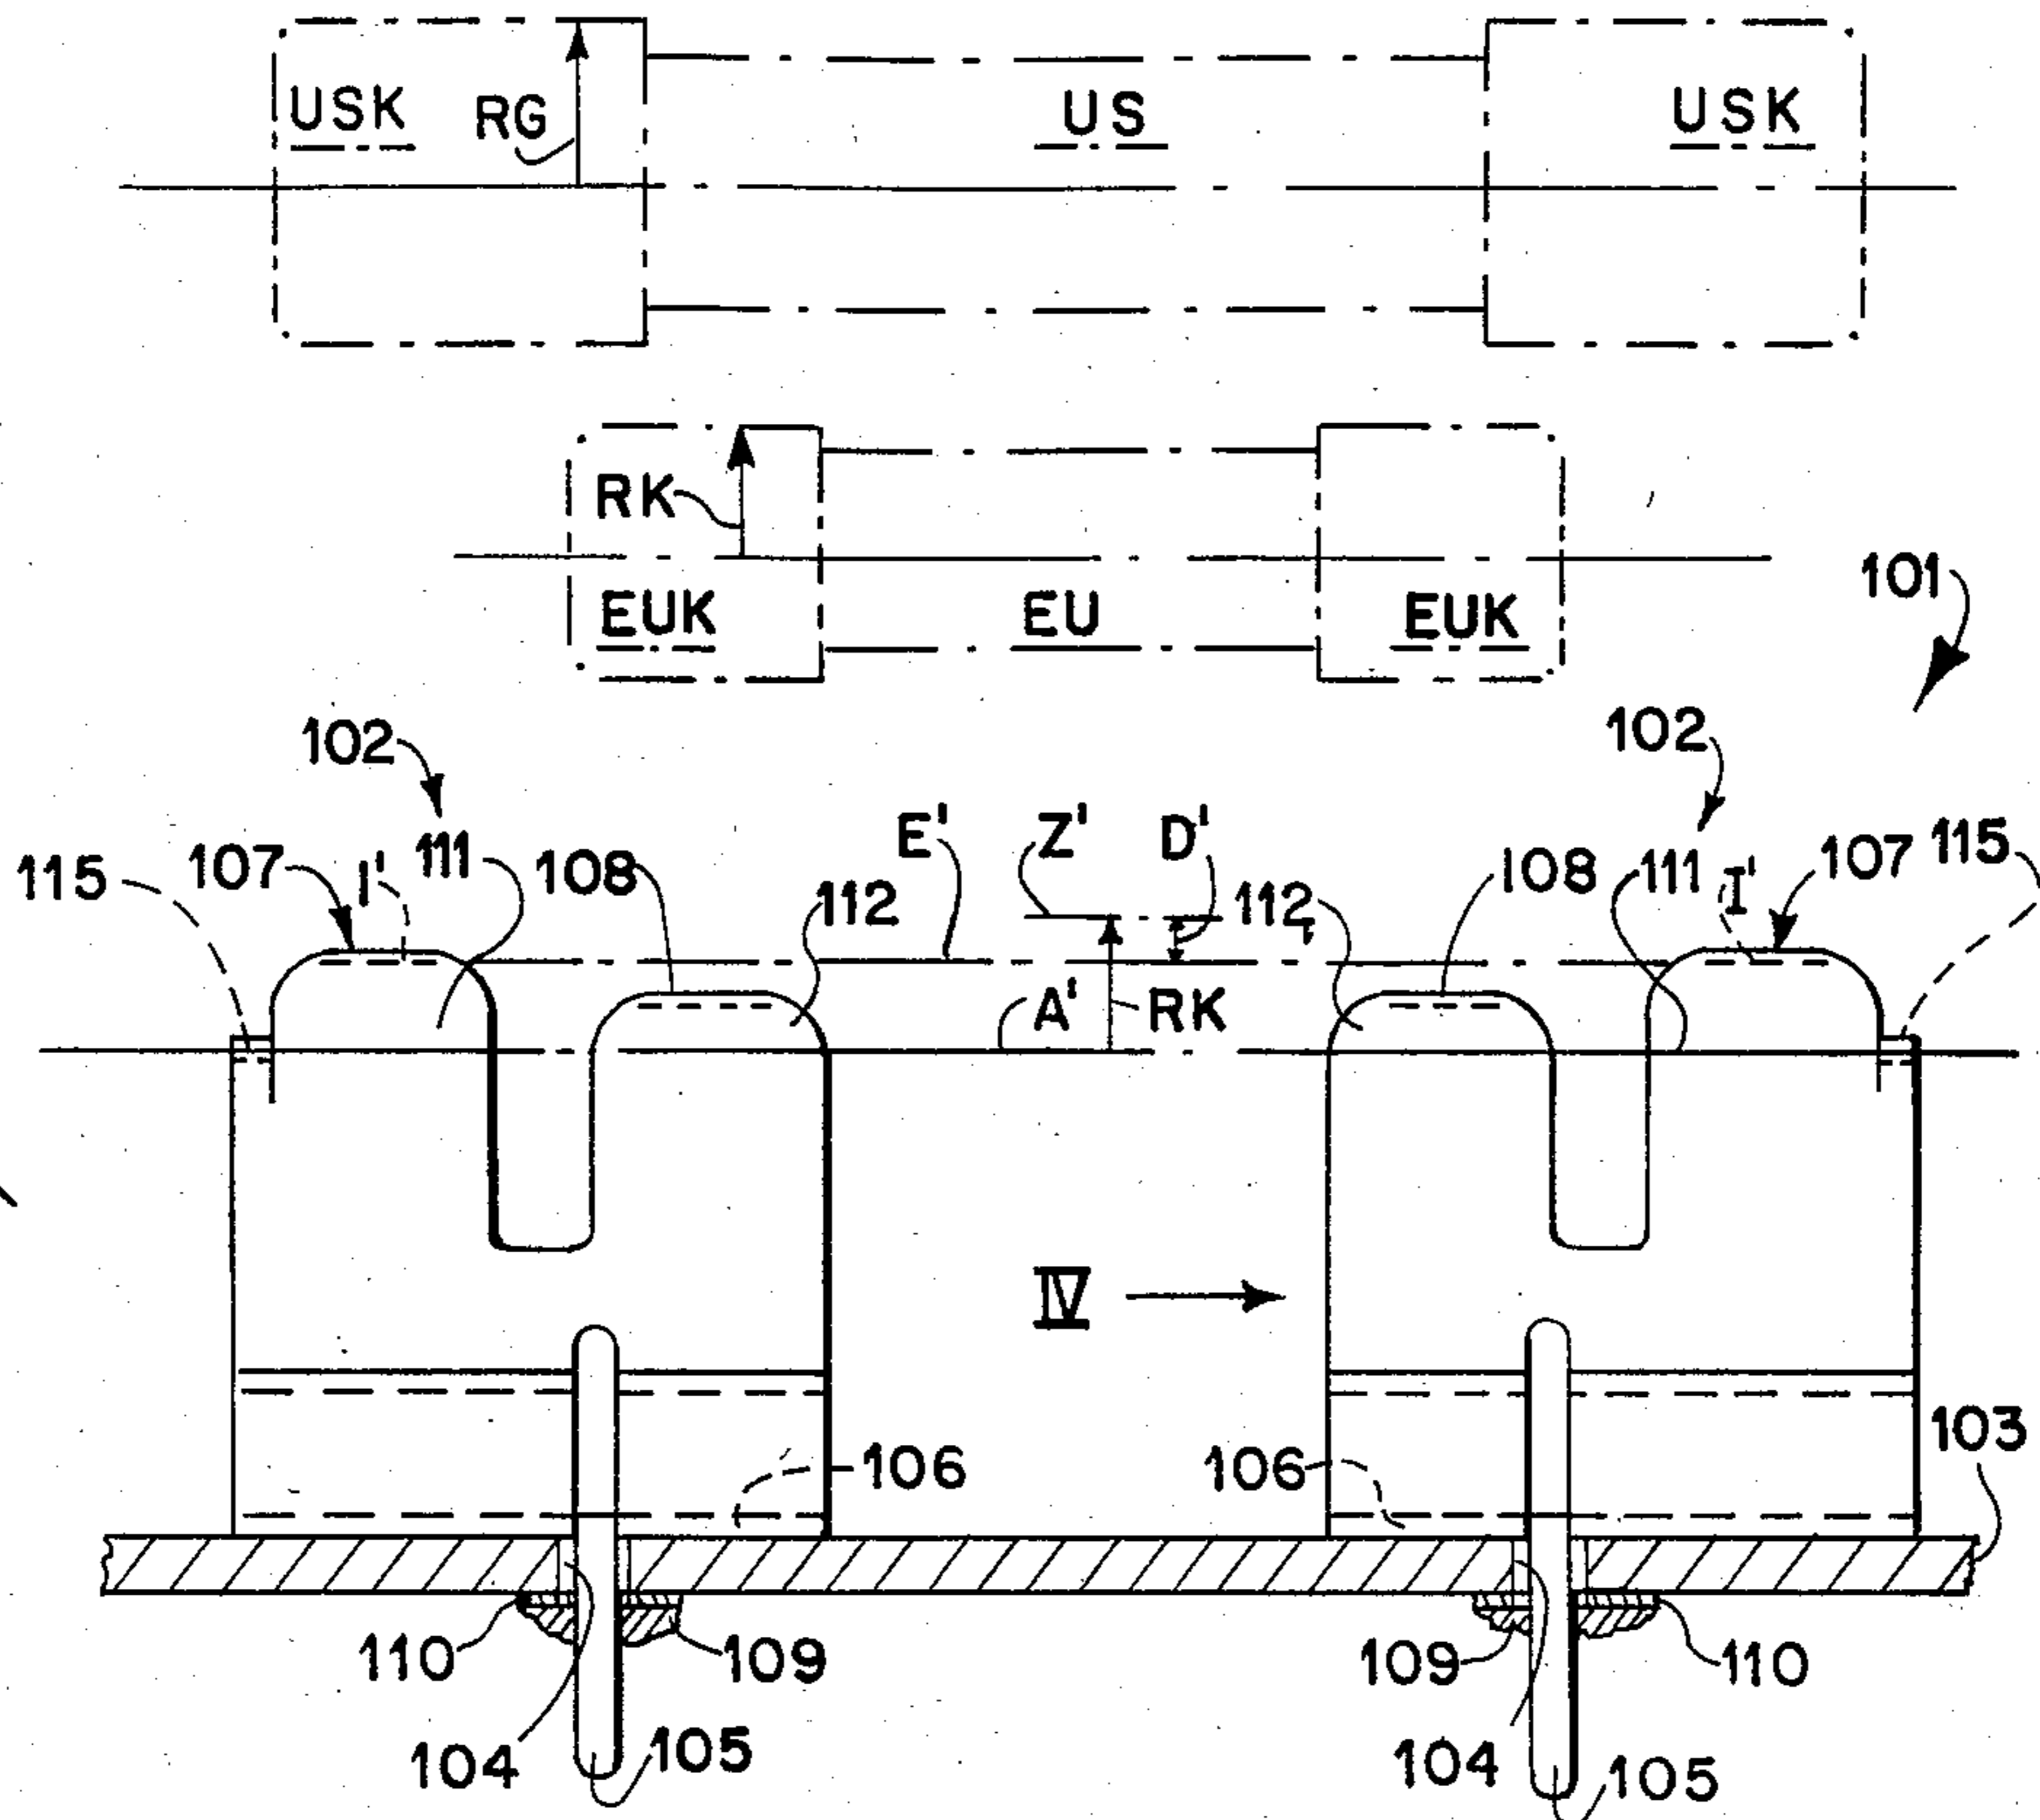 USK RG US USK
RK
EUK EU EUK
101
102 102
115 107 I' 111 108 112 E' Z' D' 112 108 111 I' 107 115
A' RK
IV
103
106 106
110 109 109 110
104 105 104 105